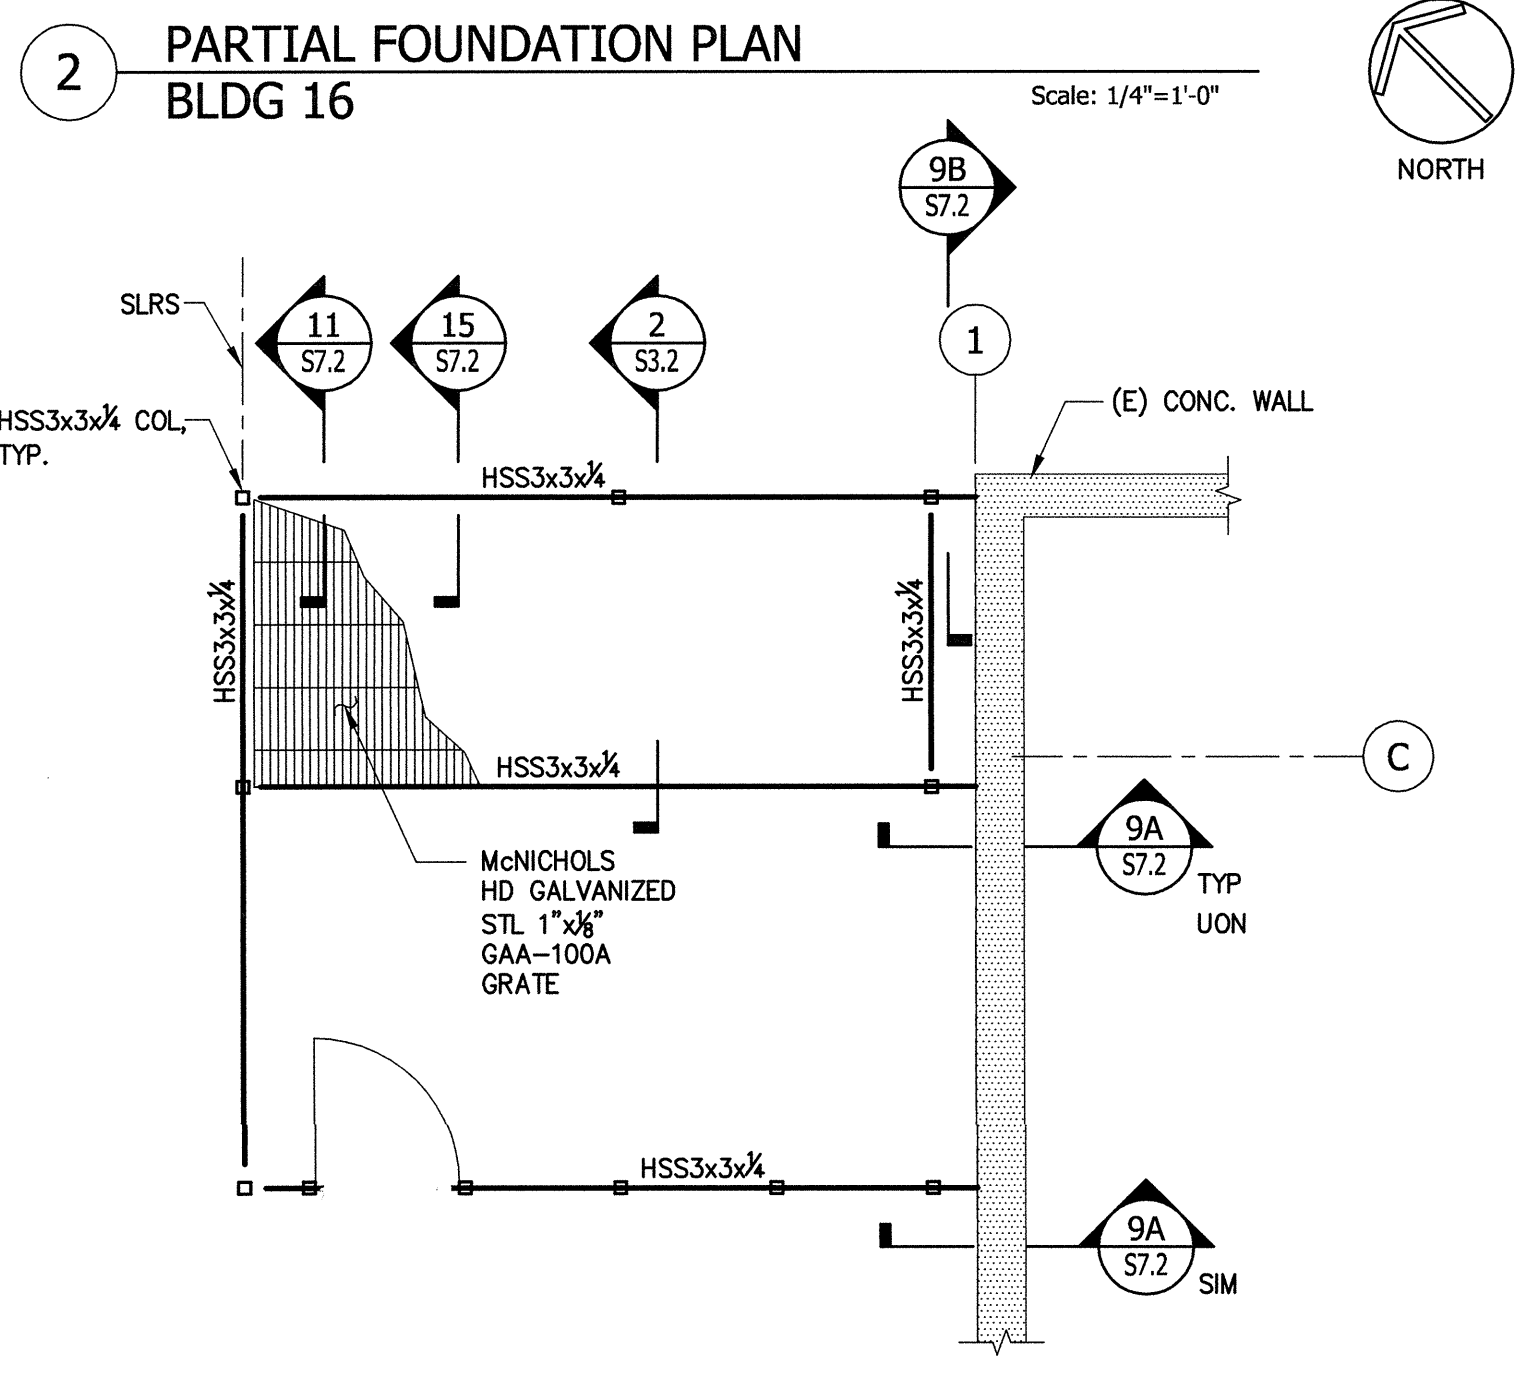 2
PARTIAL FOUNDATION PLAN
BLDG 16
Scale: 1/4"=1'-0"
NORTH
9B
S7.2
SLRS
11
S7.2
15
S7.2
2
S3.2
1
HSS3x3x¼ COL,
TYP.
(E) CONC. WALL
HSS3x3x¼
HSS3x3x¼
HSS3x3x¼
HSS3x3x¼
C
9A
S7.2
TYP
UON
McNICHOLS
HD GALVANIZED
STL 1"x⅛"
GAA-100A
GRATE
HSS3x3x¼
9A
S7.2
SIM